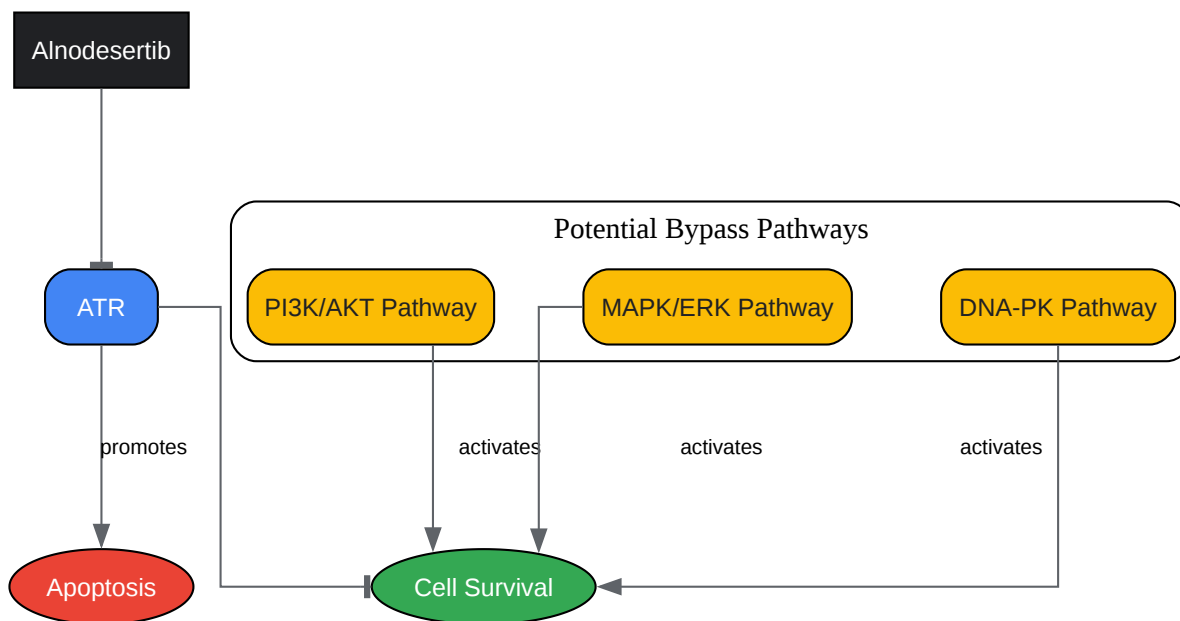 Alnodesertib
Potential Bypass Pathways
ATR
PI3K/AKT Pathway
MAPK/ERK Pathway
DNA-PK Pathway
promotes
activates
activates
activates
Apoptosis
Cell Survival